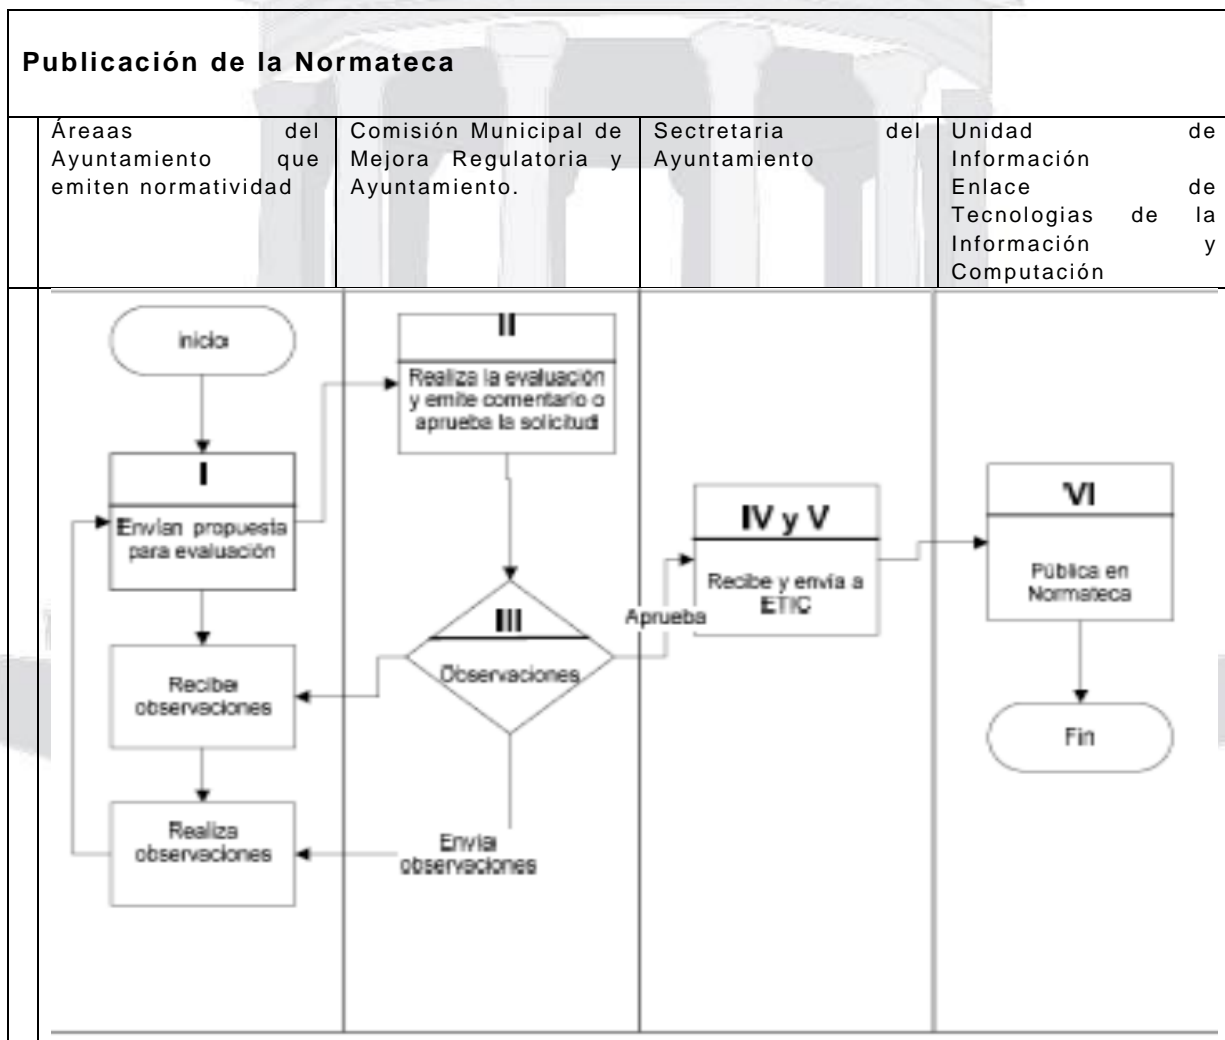 Publicación de la Normateca
Áreaas del
Ayuntamiento que
emiten normatividad
Comisión Municipal de
Mejora Regulatoria y
Ayuntamiento.
Sectretaria del
Ayuntamiento
Unidad de
Información
Enlace de
Tecnologias de la
Información y
Computación
inicio
I
Envían propuesta
para evaluación
Recibe
observaciones
Realiza
observaciones
II
Realiza la evaluación
y emite comentario o
aprueba la solicitud
III
Observaciones
Envía
observaciones
Aprueba
IV y V
Recibe y envía a
ETIC
VI
Pública en
Normateca
Fin